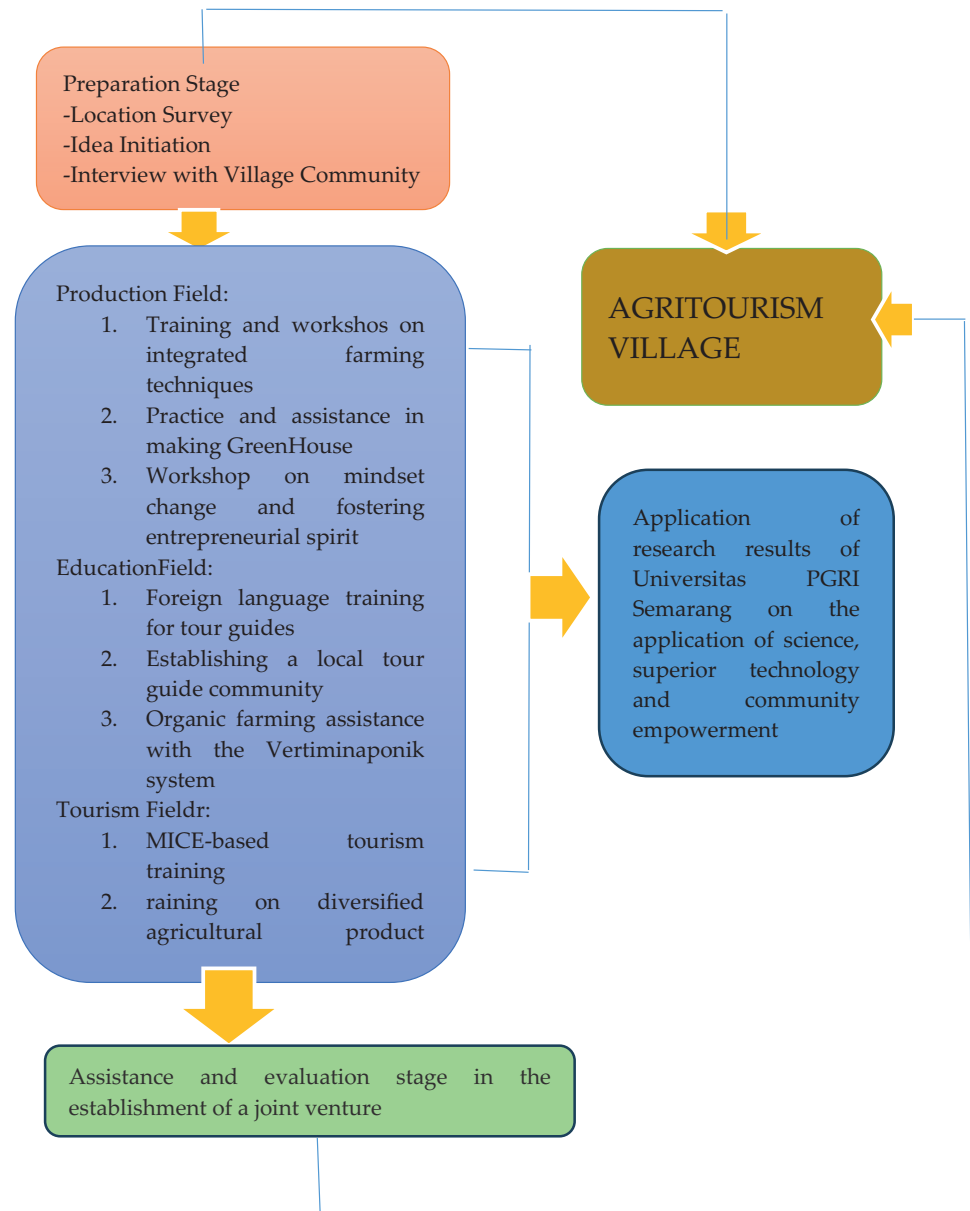 Preparation Stage
-Location Survey
-Idea Initiation
-Interview with Village Community
Production Field:
1. Training and workshos on
integrated farming
techniques
2. Practice and assistance in
making GreenHouse
3. Workshop on mindset
change and fostering
entrepreneurial spirit
EducationField:
1. Foreign language training
for tour guides
2. Establishing a local tour
guide community
3. Organic farming assistance
with the Vertiminaponik
system
Tourism Fieldr:
1. MICE-based tourism
training
2. raining on diversified
agricultural product
AGRITOURISM
VILLAGE
Application of
research results of
Universitas PGRI
Semarang on the
application of science,
superior technology
and community
empowerment
Assistance and evaluation stage in the
establishment of a joint venture